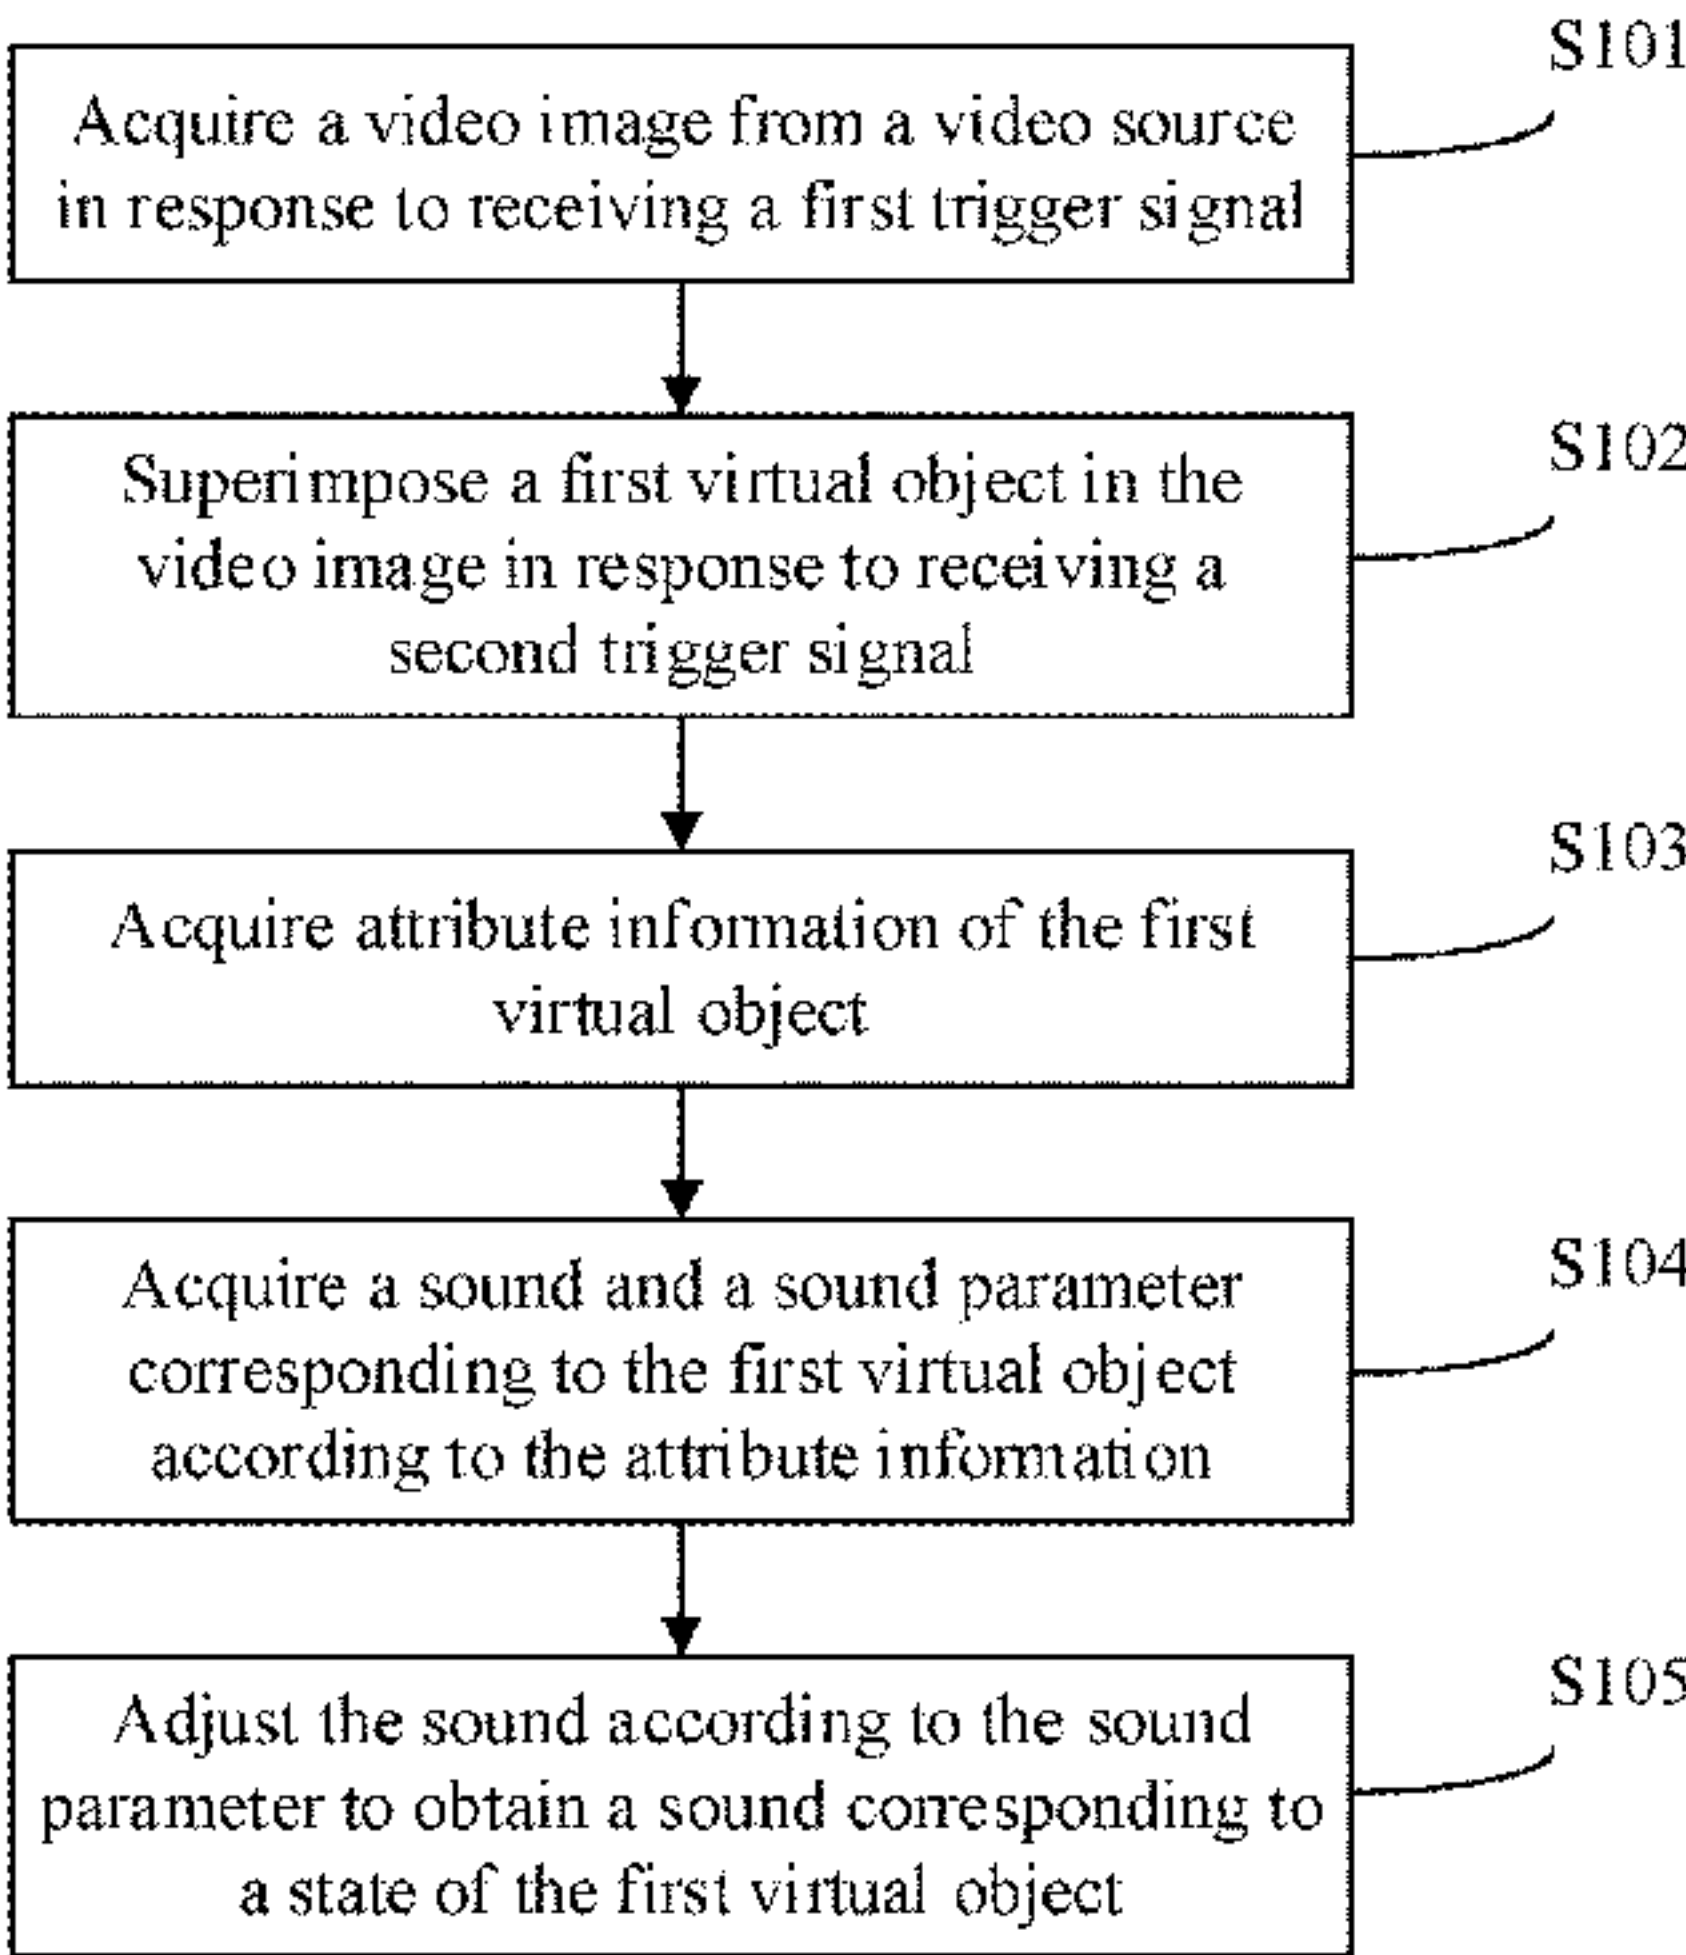 S101
Acquire a video image from a video source
in response to receiving a first trigger signal
S102
Superimpose a first virtual object in the
video image in response to receiving a
second trigger signal
S103
Acquire attribute information of the first
virtual object
S104
Acquire a sound and a sound parameter
corresponding to the first virtual object
according to the attribute information
S105
Adjust the sound according to the sound
parameter to obtain a sound corresponding to
a state of the first virtual object